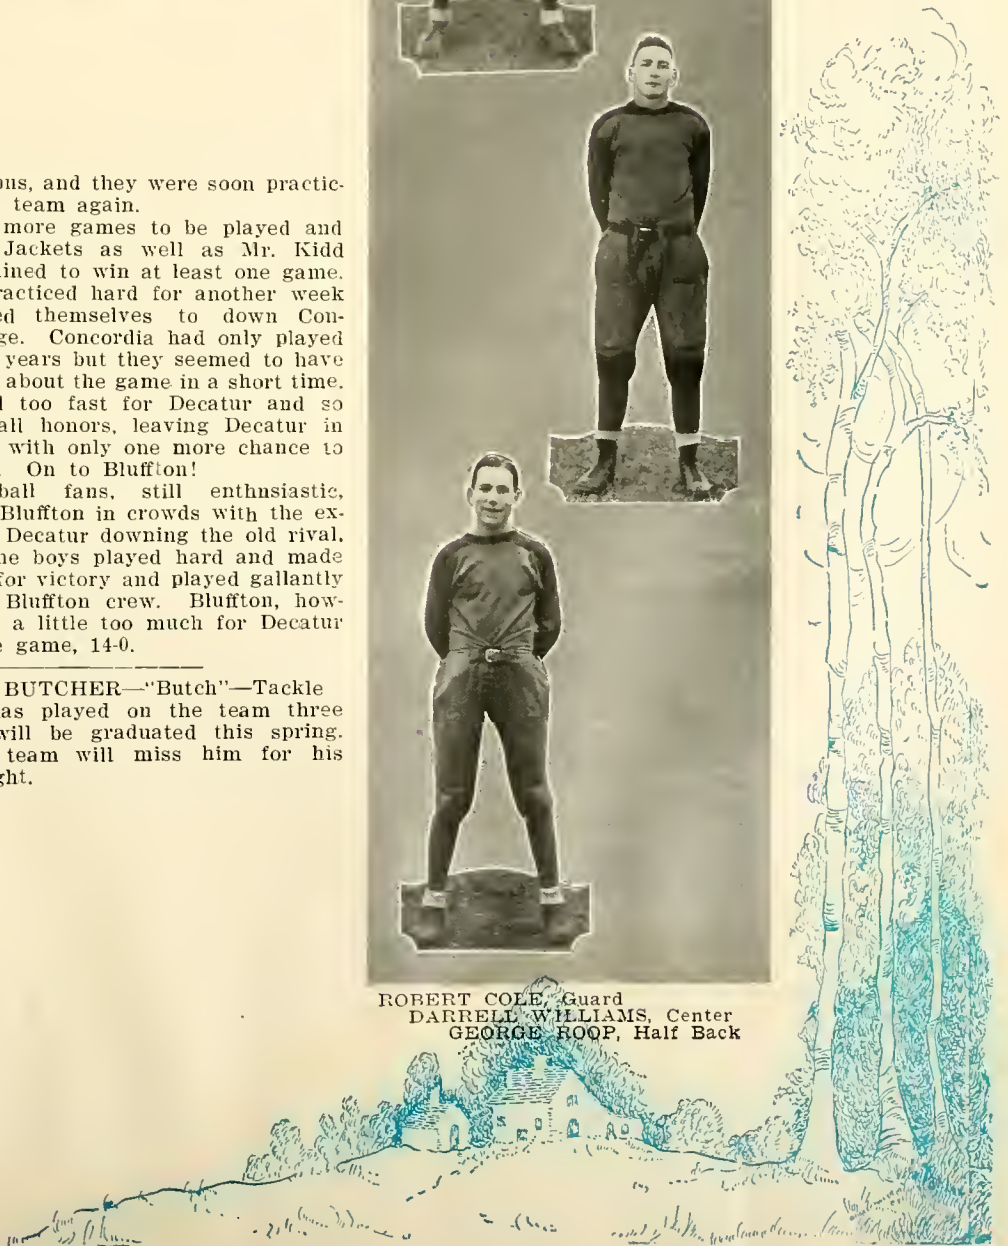 ons, and they were soon practic-
team again.
more games to be played and
Jackets as well as Mr. Kidd
ined to win at least one game.
racticed hard for another week
ed themselves to down Con-
ge. Concordia had only played
years but they seemed to have
about the game in a short time.
l too fast for Decatur and so
all honors, leaving Decatur in
with only one more chance to
. On to Bluffton!
ball fans, still enthusiastic,
Bluffton in crowds with the ex-
Decatur downing the old rival.
he boys played hard and made
for victory and played gallantly
Bluffton crew. Bluffton, how-
a little too much for Decatur
e game, 14-0.
BUTCHER—"Butch"—Tackle
as played on the team three
will be graduated this spring.
team will miss him for his
ght.
ROBERT COLE, Guard
DARRELL WILLIAMS, Center
GEORGE ROOP, Half Back